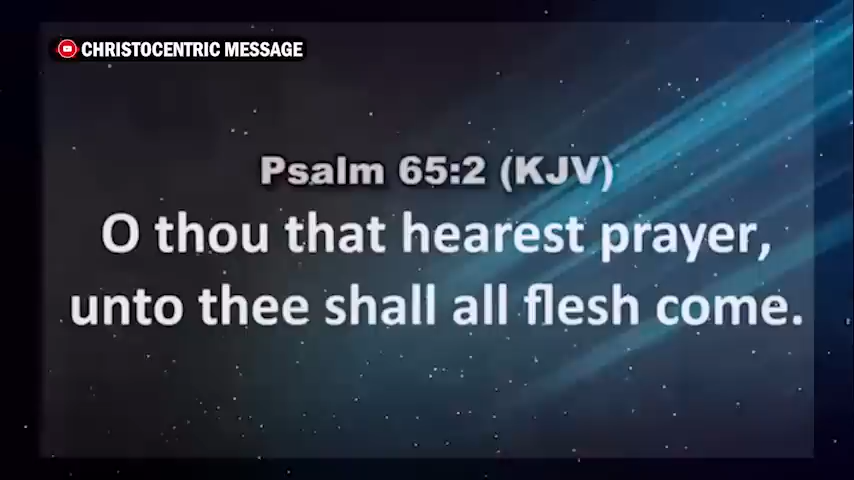 CHRISTOCENTRIC MESSAGE
Psalm 65:2 (KJV)
O thou that hearest prayer,
unto thee shall all flesh come.